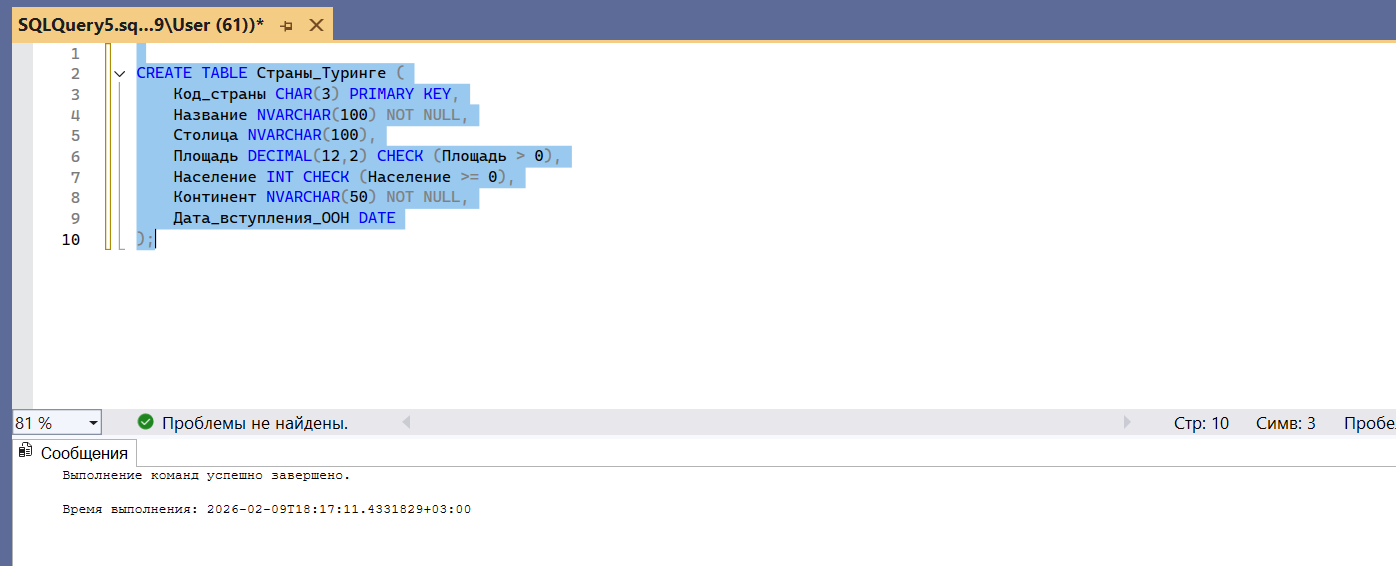 SQLQuery5.sq...9\User (61))*
1
2 CREATE TABLE Страны_Туринге (
3 Код_страны CHAR(3) PRIMARY KEY,
4 Название NVARCHAR(100) NOT NULL,
5 Столица NVARCHAR(100),
6 Площадь DECIMAL(12,2) CHECK (Площадь > 0),
7 Население INT CHECK (Население >= 0),
8 Континент NVARCHAR(50) NOT NULL,
9 Дата_вступления_ООН DATE
10 );
81 % Проблемы не найдены. Стр: 10 Симв: 3 Пробе
Сообщения
Выполнение команд успешно завершено.
Время выполнения: 2026-02-09T18:17:11.4331829+03:00